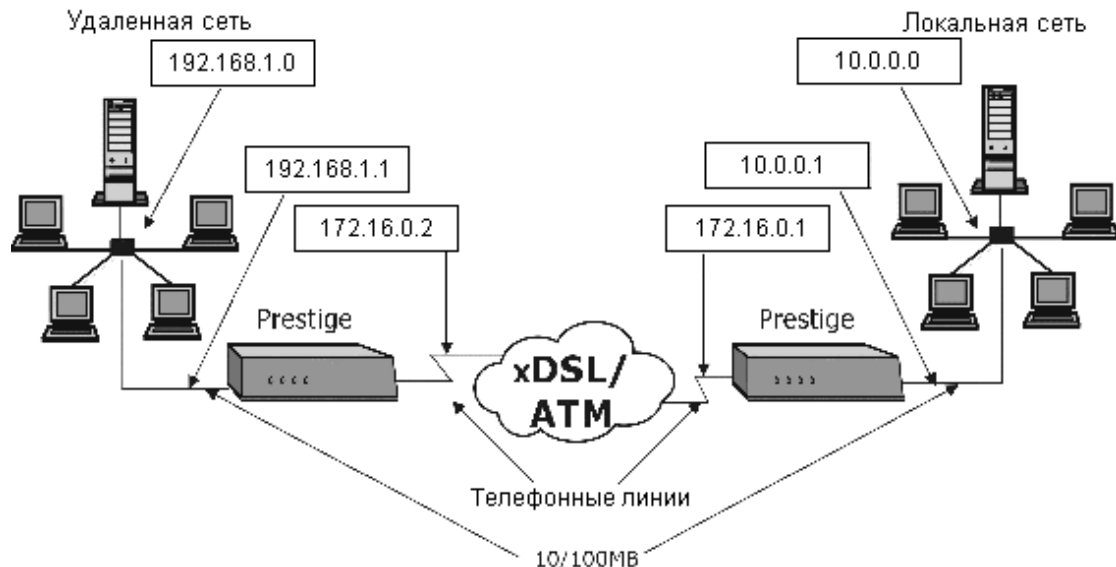 Удаленная сеть
Локальная сеть
192.168.1.0
10.0.0.0
192.168.1.1
10.0.0.1
172.16.0.2
172.16.0.1
Prestige
Prestige
xDSL/
ATM
Телефонные линии
10/100MB